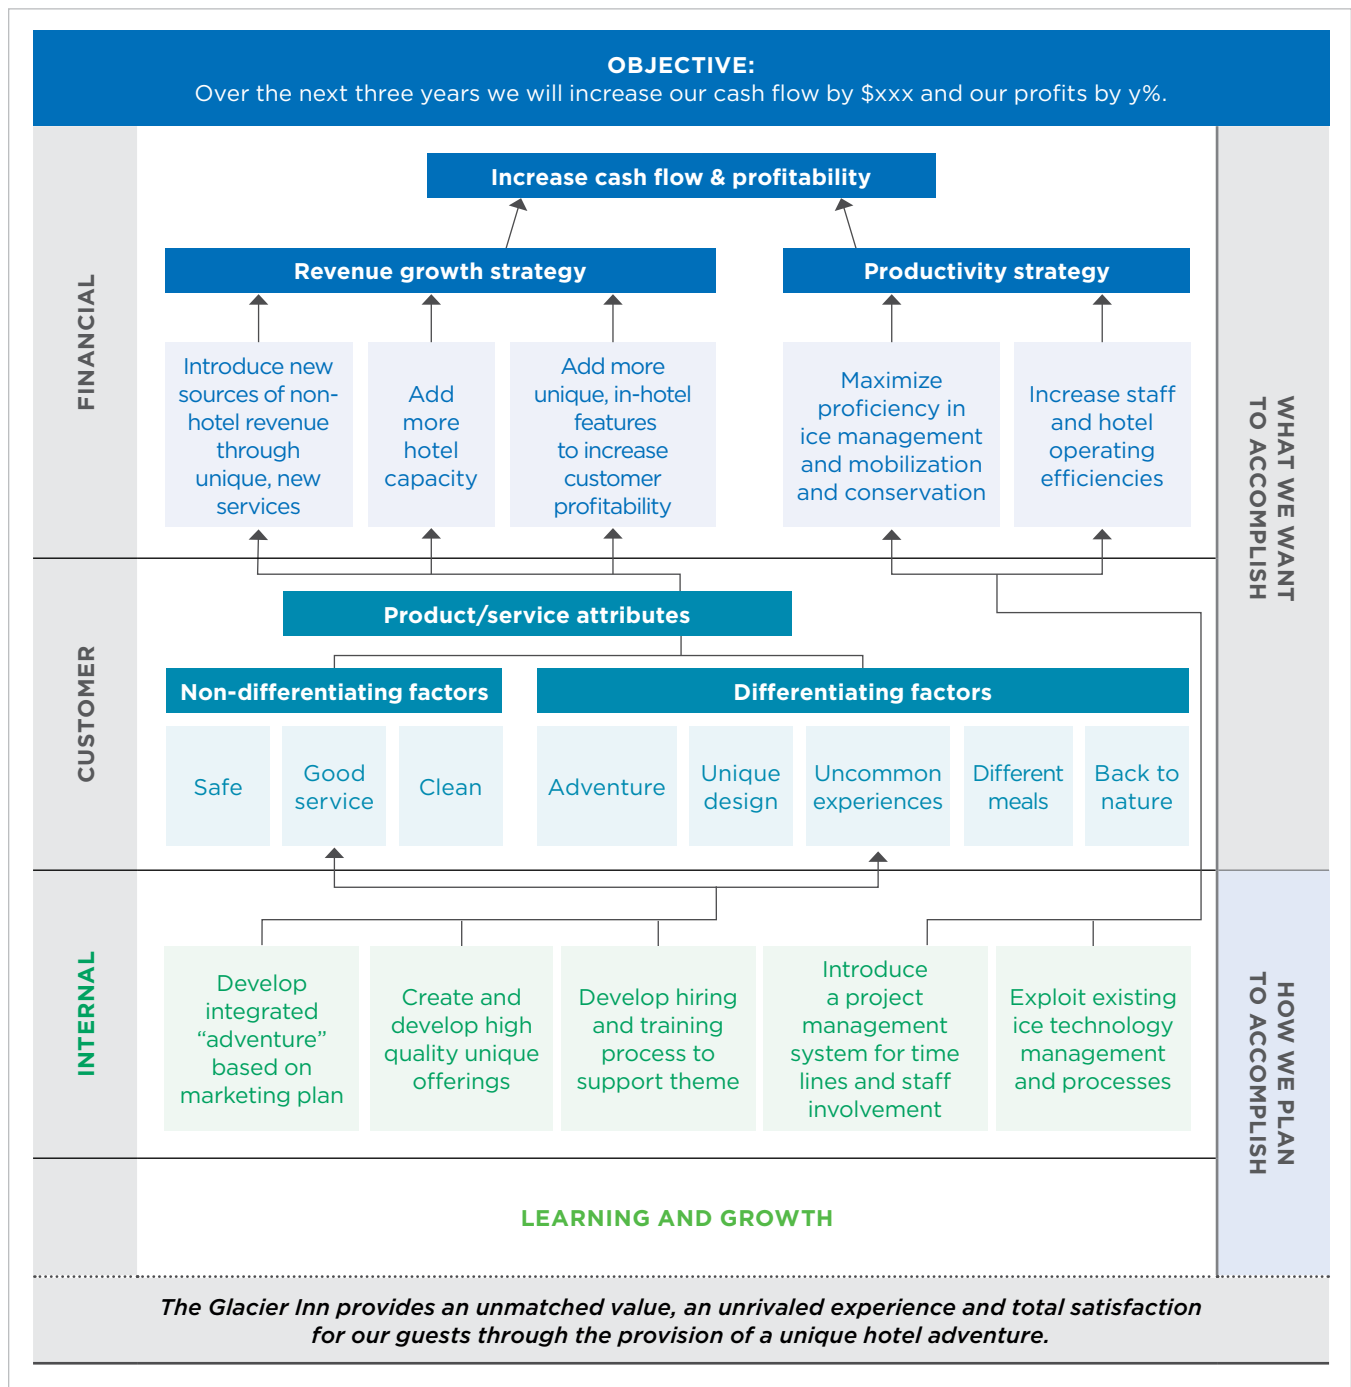 OBJECTIVE:
Over the next three years we will increase our cash flow by $xxx and our profits by y%.
FINANCIAL
Increase cash flow & profitability
Revenue growth strategy
Productivity strategy
Introduce new
sources of non-
hotel revenue
through
unique, new
services
Add
more
hotel
capacity
Add more
unique, in-hotel
features
to increase
customer
profitability
Maximize
proficiency in
ice management
and mobilization
and conservation
Increase staff
and hotel
operating
efficiencies
WHAT WE WANT
TO ACCOMPLISH
CUSTOMER
Product/service attributes
Non-differentiating factors
Differentiating factors
Safe
Good
service
Clean
Adventure
Unique
design
Uncommon
experiences
Different
meals
Back to
nature
INTERNAL
Develop
integrated
“adventure”
based on
marketing plan
Create and
develop high
quality unique
offerings
Develop hiring
and training
process to
support theme
Introduce
a project
management
system for time
lines and staff
involvement
Exploit existing
ice technology
management
and processes
HOW WE PLAN
TO ACCOMPLISH
LEARNING AND GROWTH
The Glacier Inn provides an unmatched value, an unrivaled experience and total satisfaction
for our guests through the provision of a unique hotel adventure.